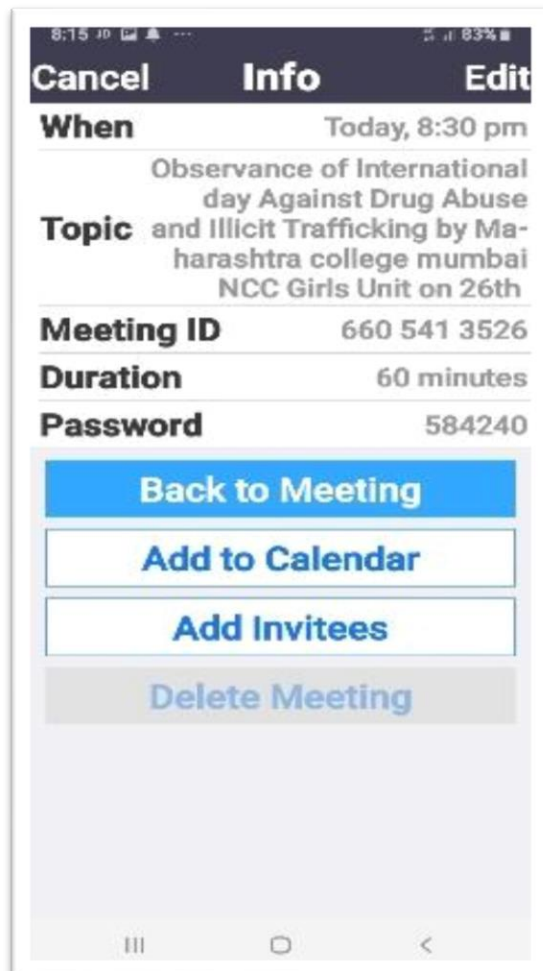 8:15
83%
Cancel Info Edit
When Today, 8:30 pm
Observance of International
day Against Drug Abuse
Topic and Illicit Trafficking by Ma-
harashtra college mumbai
NCC Girls Unit on 26th
Meeting ID 660 541 3526
Duration 60 minutes
Password 584240
Back to Meeting
Add to Calendar
Add Invitees
Delete Meeting